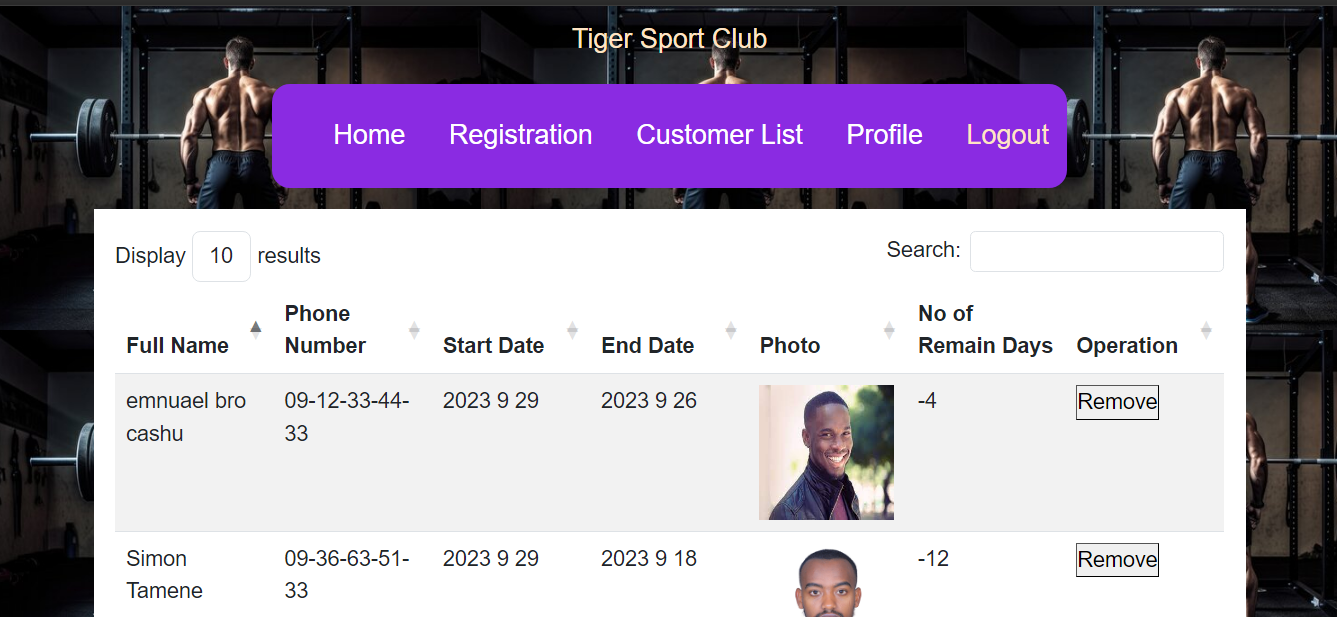 Tiger Sport Club
Home Registration Customer List Profile Logout
Display 10 results Search:
Full Name Phone Number Start Date End Date Photo No of Remain Days Operation
emnuael bro cashu 09-12-33-44-33 2023 9 29 2023 9 26 -4 Remove
Simon Tamene 09-36-63-51-33 2023 9 29 2023 9 18 -12 Remove